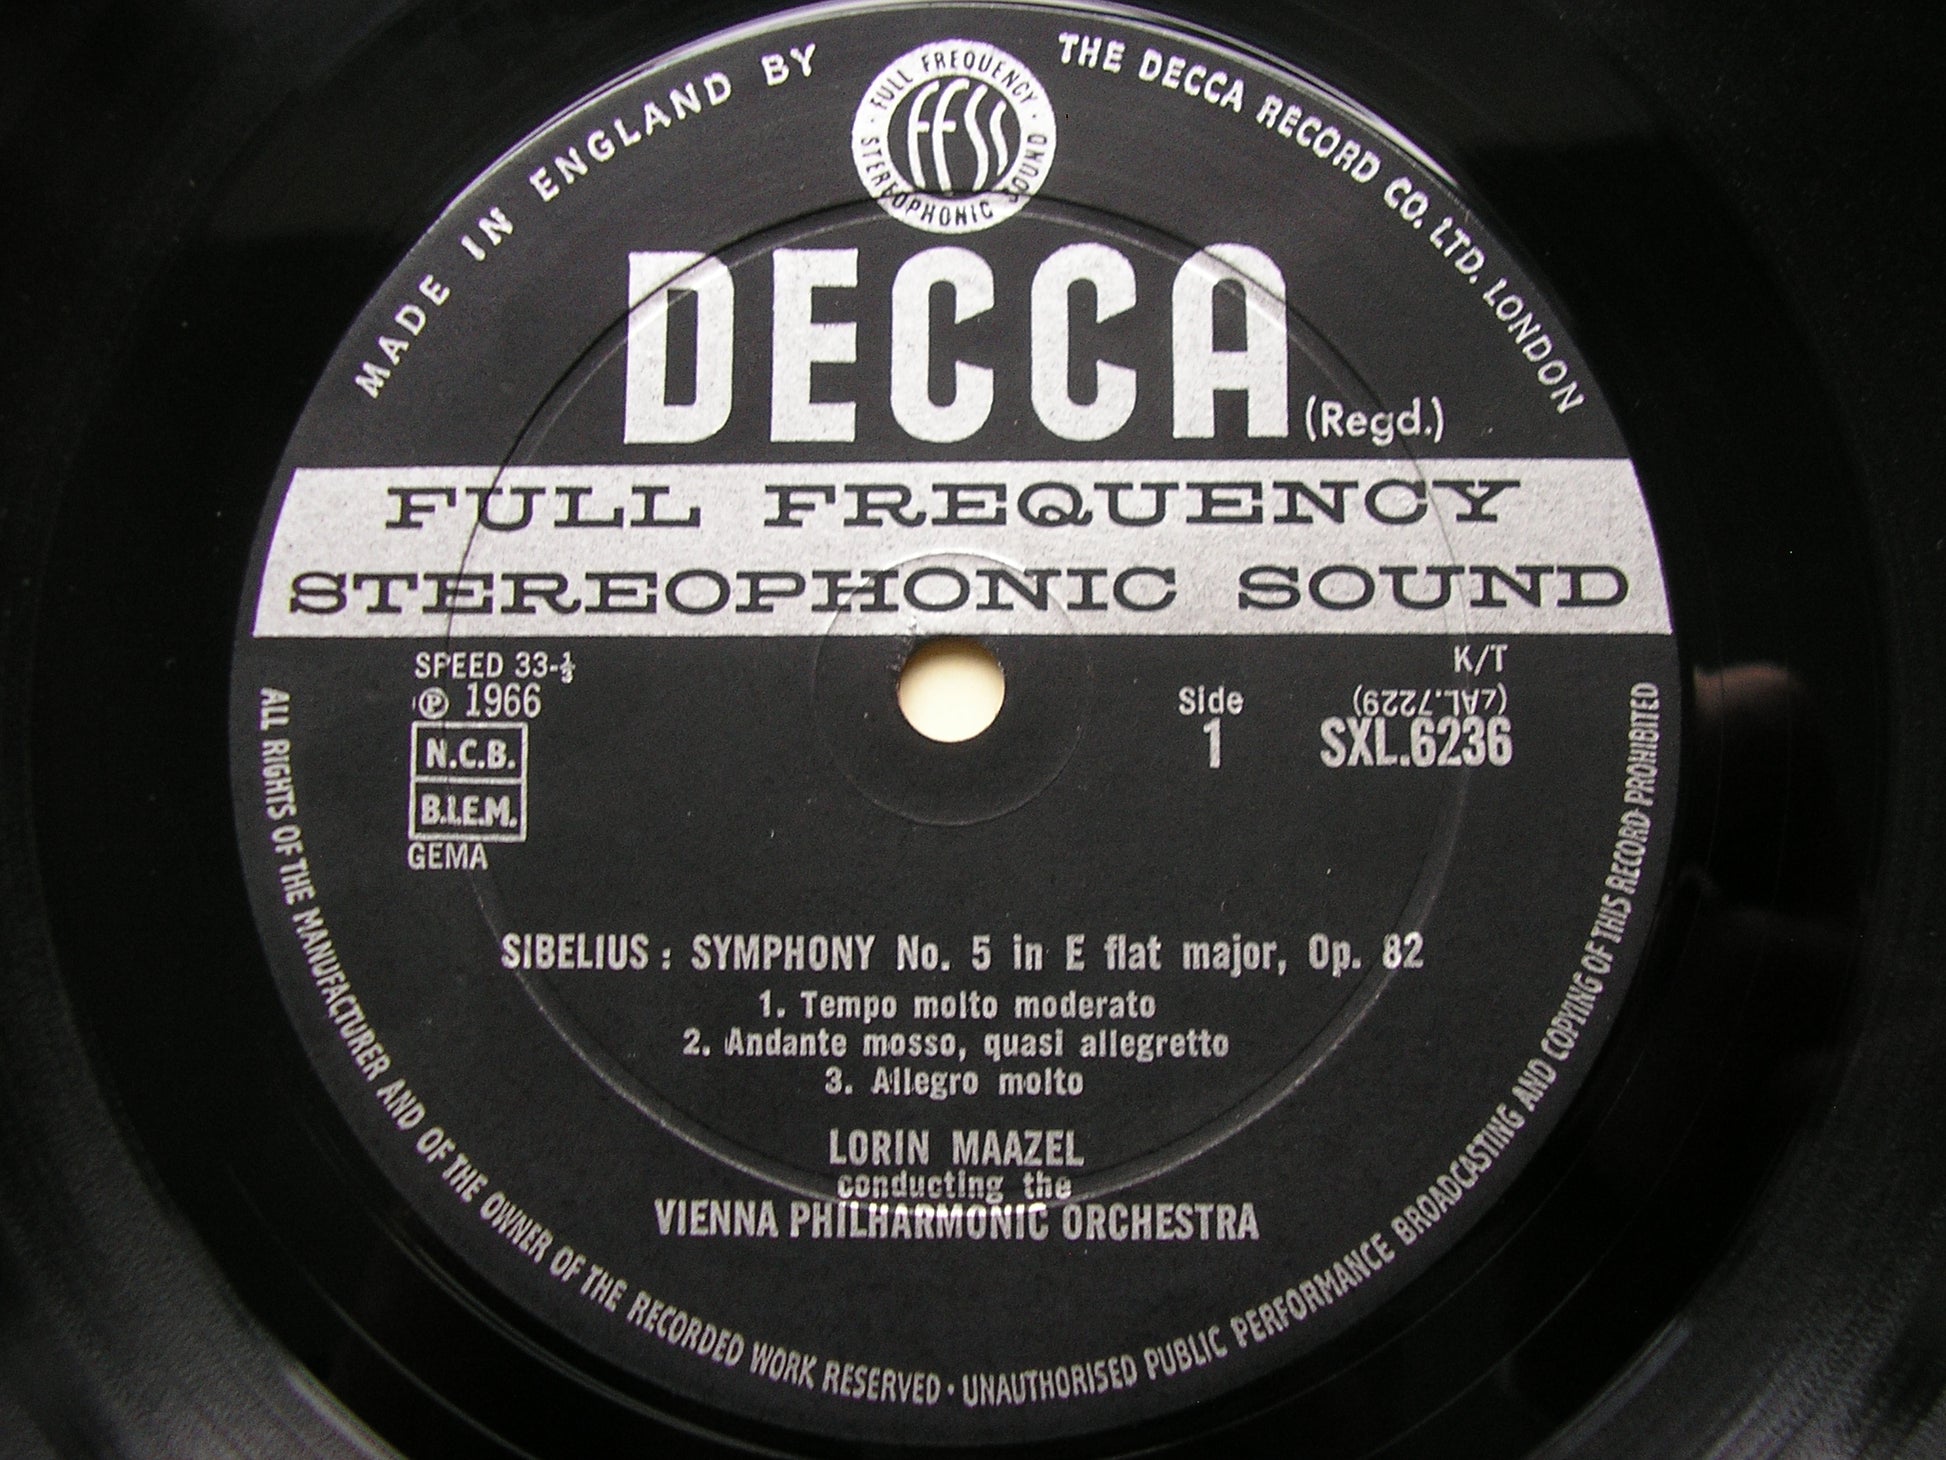 MADE IN ENGLAND BY
THE DECCA RECORD CO. LTD. LONDON
FULL FREQUENCY
ffss
STEREOPHONIC SOUND
DECCA (Regd.)
FULL FREQUENCY
STEREOPHONIC SOUND
SPEED 33-⅓
℗ 1966
N.C.B.
B.I.E.M.
GEMA
K/T
Side
1
(ZAL.7229)
SXL.6236
SIBELIUS : SYMPHONY No. 5 in E flat major, Op. 82
1. Tempo molto moderato
2. Andante mosso, quasi allegretto
3. Allegro molto
LORIN MAAZEL
conducting the
VIENNA PHILHARMONIC ORCHESTRA
ALL RIGHTS OF THE MANUFACTURER AND OF THE OWNER OF THE RECORDED WORK RESERVED · UNAUTHORISED PUBLIC PERFORMANCE BROADCASTING AND COPYING OF THIS RECORD PROHIBITED